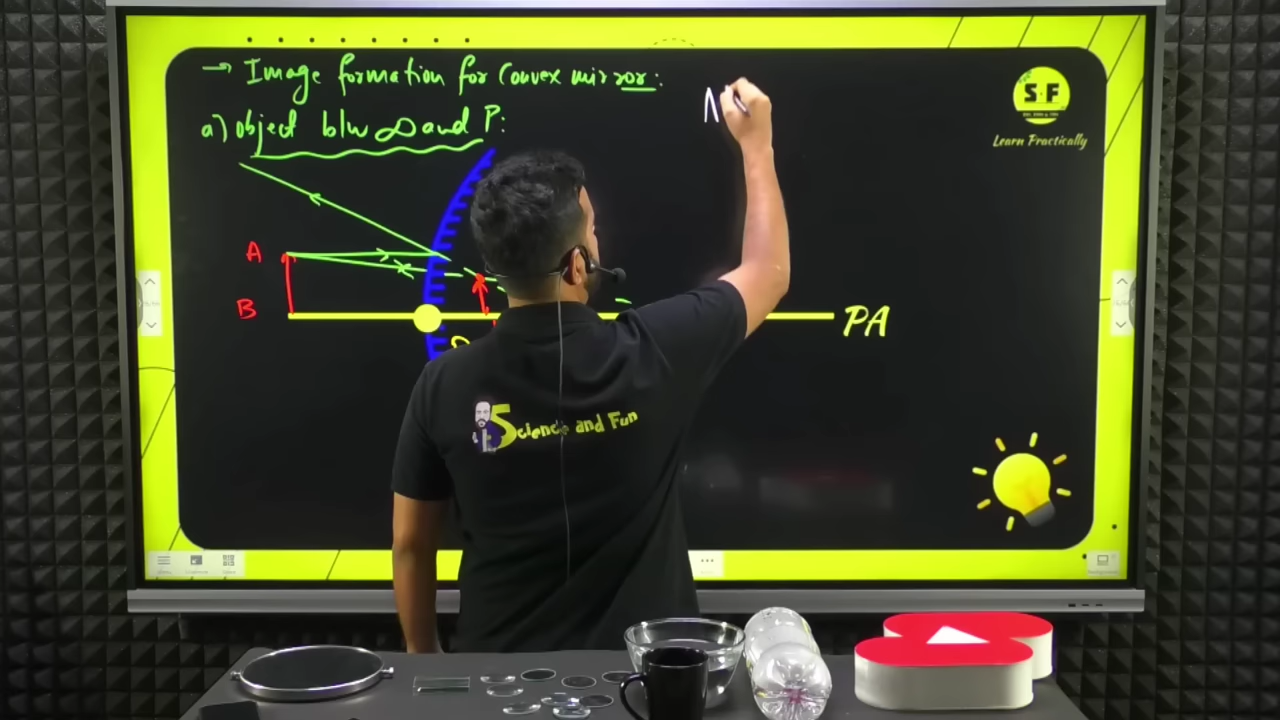 → Image formation for Convex mirror:
a) object b/w ∞ and P:
S·F
Learn Practically
A
B
PA
Science and Fun